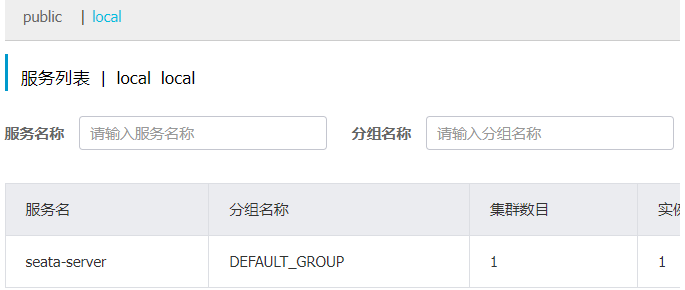 public | local
服务列表 | local local
服务名称 请输入服务名称 分组名称 请输入分组名称
服务名 分组名称 集群数目 实例
seata-server DEFAULT_GROUP 1 1